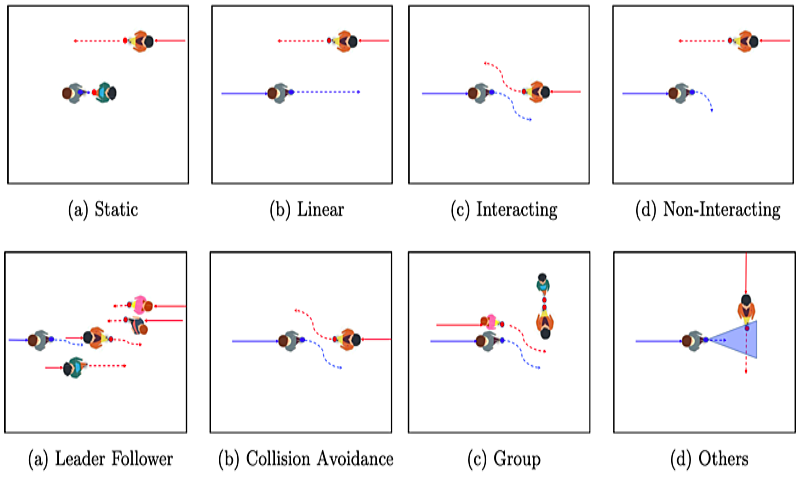 (a) Static
(b) Linear
(c) Interacting
(d) Non-Interacting
(a) Leader Follower
(b) Collision Avoidance
(c) Group
(d) Others